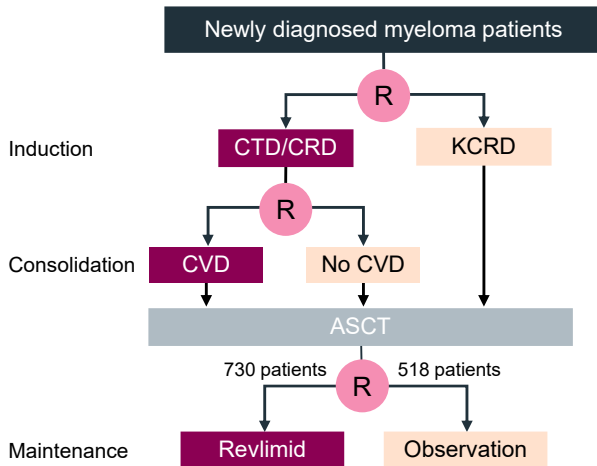 Newly diagnosed myeloma patients
R
Induction
CTD/CRD
KCRD
R
Consolidation
CVD
No CVD
ASCT
730 patients
518 patients
R
Maintenance
Revlimid
Observation